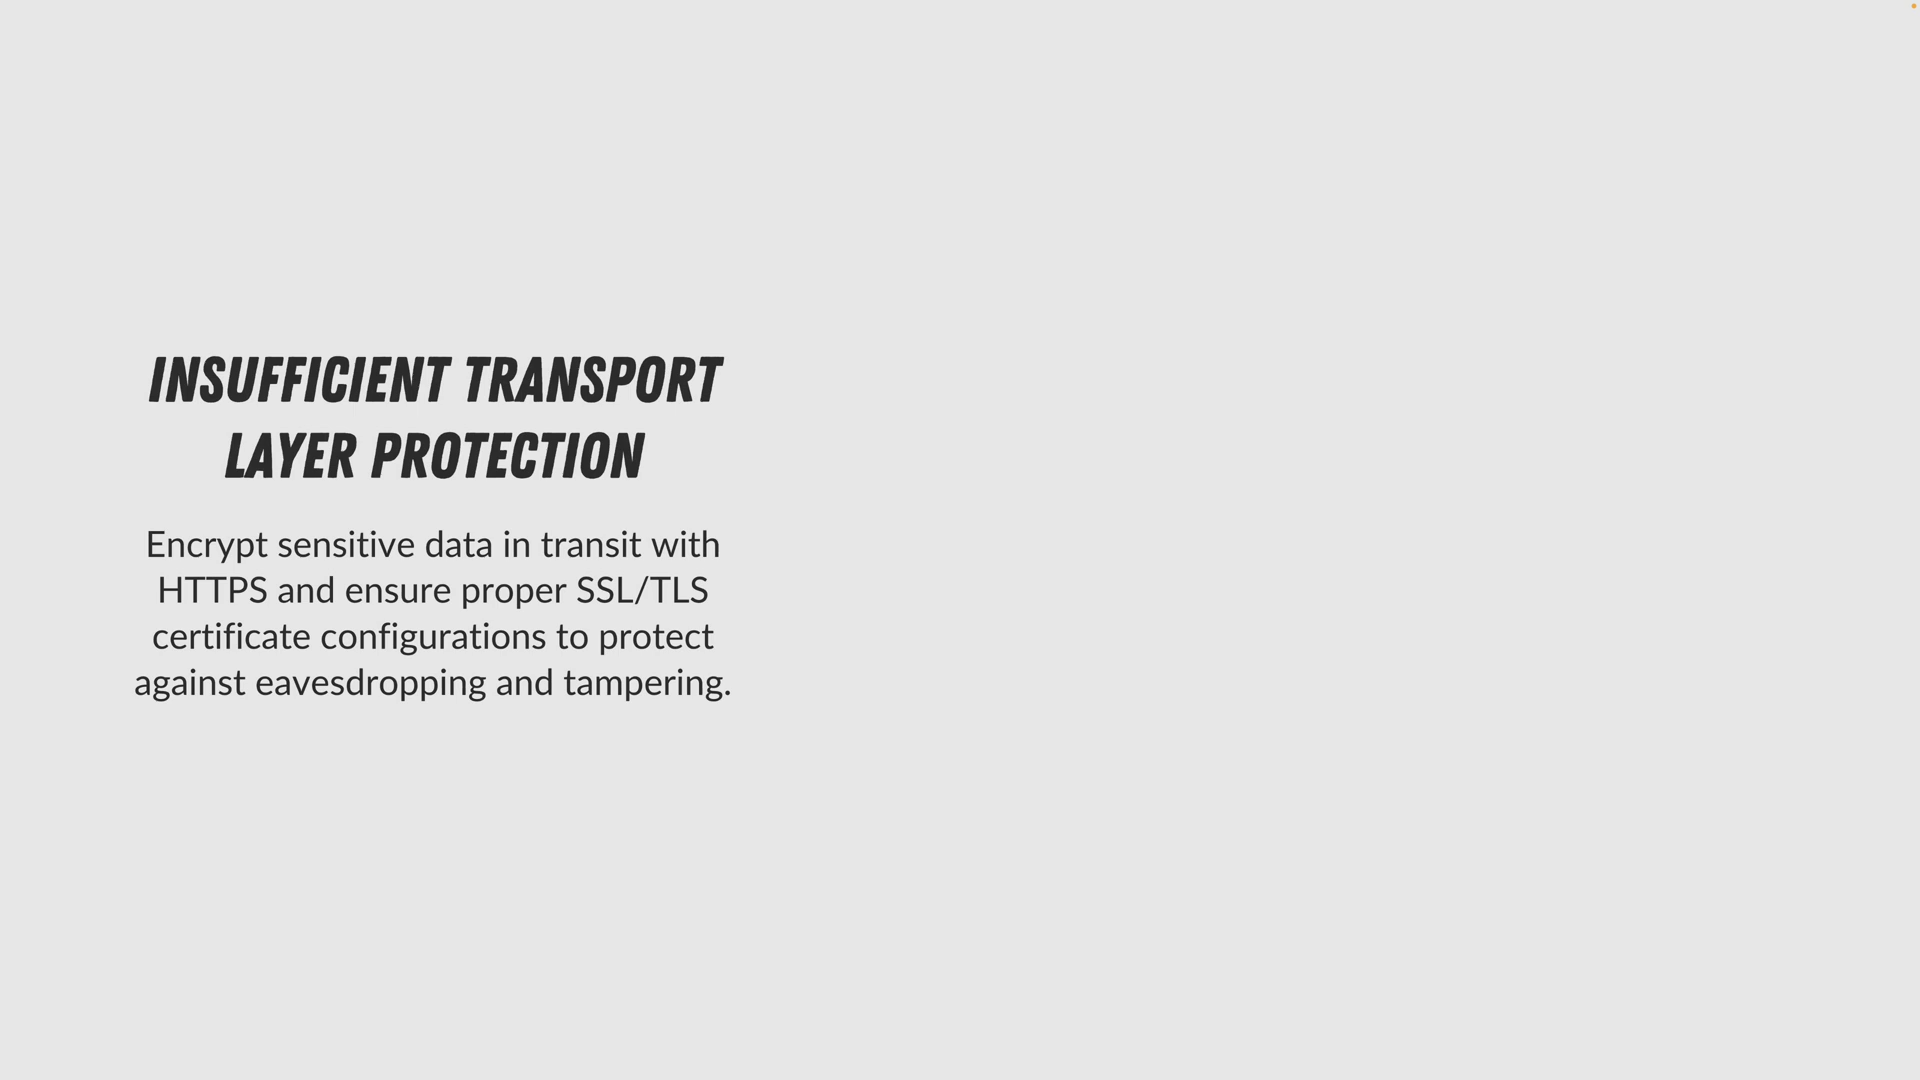 INSUFFICIENT TRANSPORT
LAYER PROTECTION
Encrypt sensitive data in transit with
HTTPS and ensure proper SSL/TLS
certificate configurations to protect
against eavesdropping and tampering.